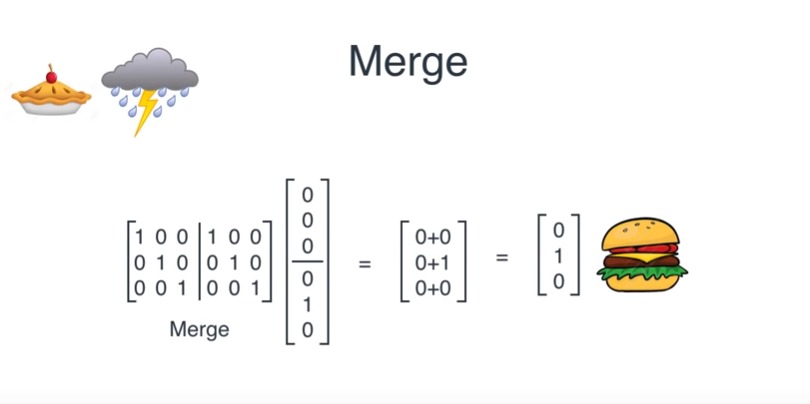 Merge
[1 0 0 | 1 0 0] [0 0 0 | 0 1 0] = [0+0] = [0]
[0 1 0 | 0 1 0] [0+1] [1]
[0 0 1 | 0 0 1] [0+0] [0]
Merge